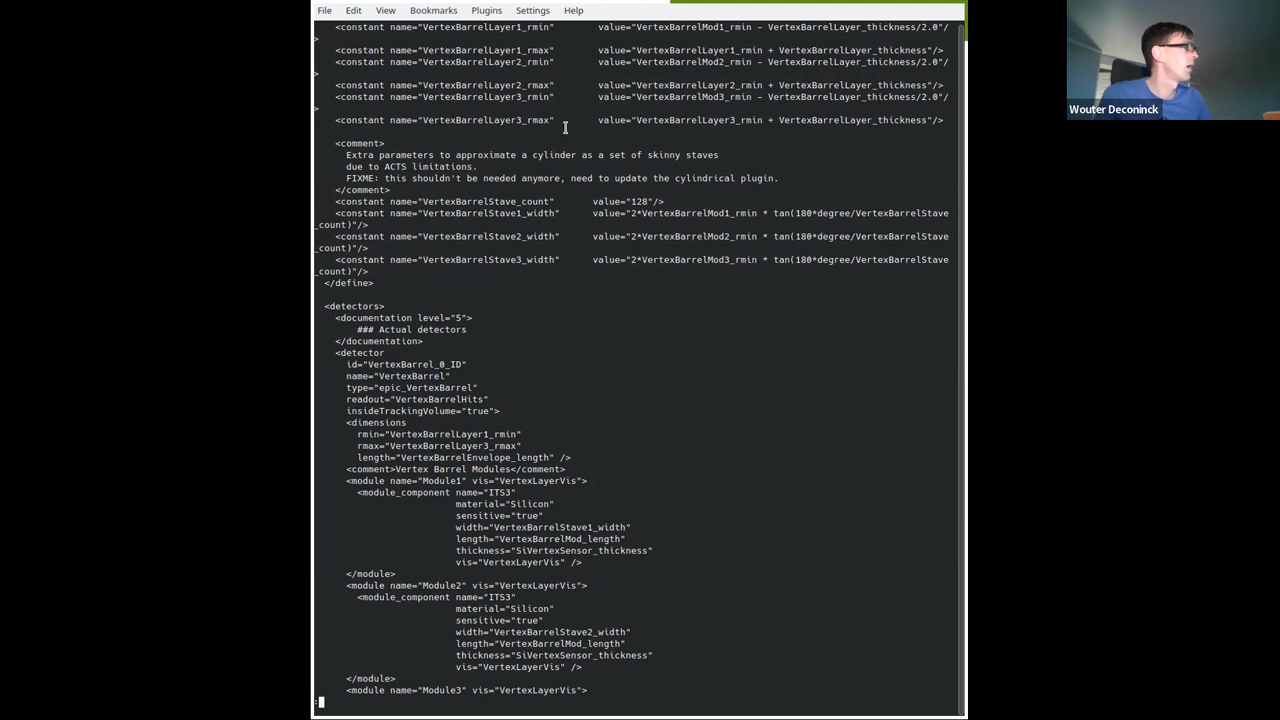 File Edit View Bookmarks Plugins Settings Help
<constant name="VertexBarrelLayer1_rmin" value="VertexBarrelMod1_rmin - VertexBarrelLayer_thickness/2.0"/
>
<constant name="VertexBarrelLayer1_rmax" value="VertexBarrelLayer1_rmin + VertexBarrelLayer_thickness"/>
<constant name="VertexBarrelLayer2_rmin" value="VertexBarrelMod2_rmin - VertexBarrelLayer_thickness/2.0"/
>
<constant name="VertexBarrelLayer2_rmax" value="VertexBarrelLayer2_rmin + VertexBarrelLayer_thickness"/>
<constant name="VertexBarrelLayer3_rmin" value="VertexBarrelMod3_rmin - VertexBarrelLayer_thickness/2.0"/
>
<constant name="VertexBarrelLayer3_rmax" value="VertexBarrelLayer3_rmin + VertexBarrelLayer_thickness"/>
<comment>
Extra parameters to approximate a cylinder as a set of skinny staves
due to ACTS limitations.
FIXME: this shouldn't be needed anymore, need to update the cylindrical plugin.
</comment>
<constant name="VertexBarrelStave_count" value="128"/>
<constant name="VertexBarrelStave1_width" value="2*VertexBarrelMod1_rmin * tan(180*degree/VertexBarrelStave
_count)"/>
<constant name="VertexBarrelStave2_width" value="2*VertexBarrelMod2_rmin * tan(180*degree/VertexBarrelStave
_count)"/>
<constant name="VertexBarrelStave3_width" value="2*VertexBarrelMod3_rmin * tan(180*degree/VertexBarrelStave
_count)"/>
</define>
<detectors>
<documentation level="5">
### Actual detectors
</documentation>
<detector
id="VertexBarrel_0_ID"
name="VertexBarrel"
type="epic_VertexBarrel"
readout="VertexBarrelHits"
insideTrackingVolume="true">
<dimensions
rmin="VertexBarrelLayer1_rmin"
rmax="VertexBarrelLayer3_rmax"
length="VertexBarrelEnvelope_length" />
<comment>Vertex Barrel Modules</comment>
<module name="Module1" vis="VertexLayerVis">
<module_component name="ITS3"
material="Silicon"
sensitive="true"
width="VertexBarrelStave1_width"
length="VertexBarrelMod_length"
thickness="SiVertexSensor_thickness"
vis="VertexLayerVis" />
</module>
<module name="Module2" vis="VertexLayerVis">
<module_component name="ITS3"
material="Silicon"
sensitive="true"
width="VertexBarrelStave2_width"
length="VertexBarrelMod_length"
thickness="SiVertexSensor_thickness"
vis="VertexLayerVis" />
</module>
<module name="Module3" vis="VertexLayerVis">
:
Wouter Deconinck